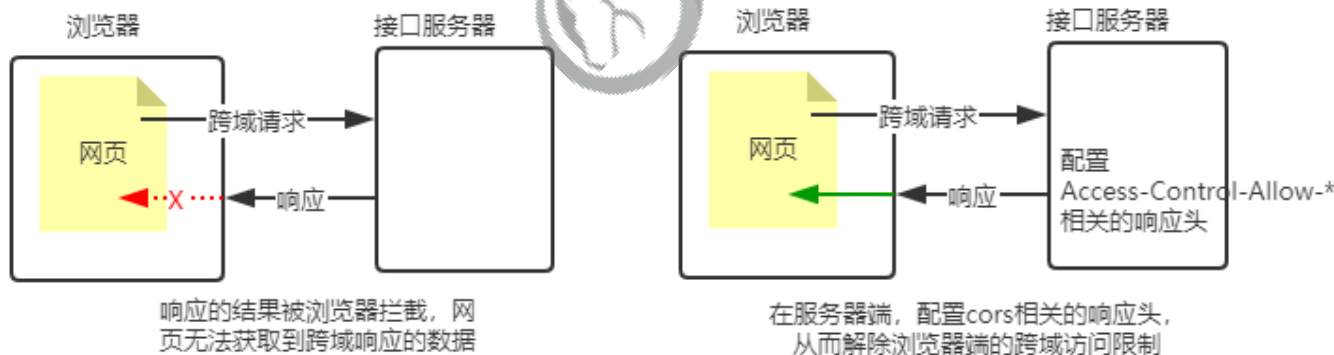 浏览器
接口服务器
跨域请求
网页
X
响应
响应的结果被浏览器拦截，网
页无法获取到跨域响应的数据
浏览器
接口服务器
跨域请求
网页
响应
配置
Access-Control-Allow-*
相关的响应头
在服务器端，配置cors相关的响应头，
从而解除浏览器端的跨域访问限制